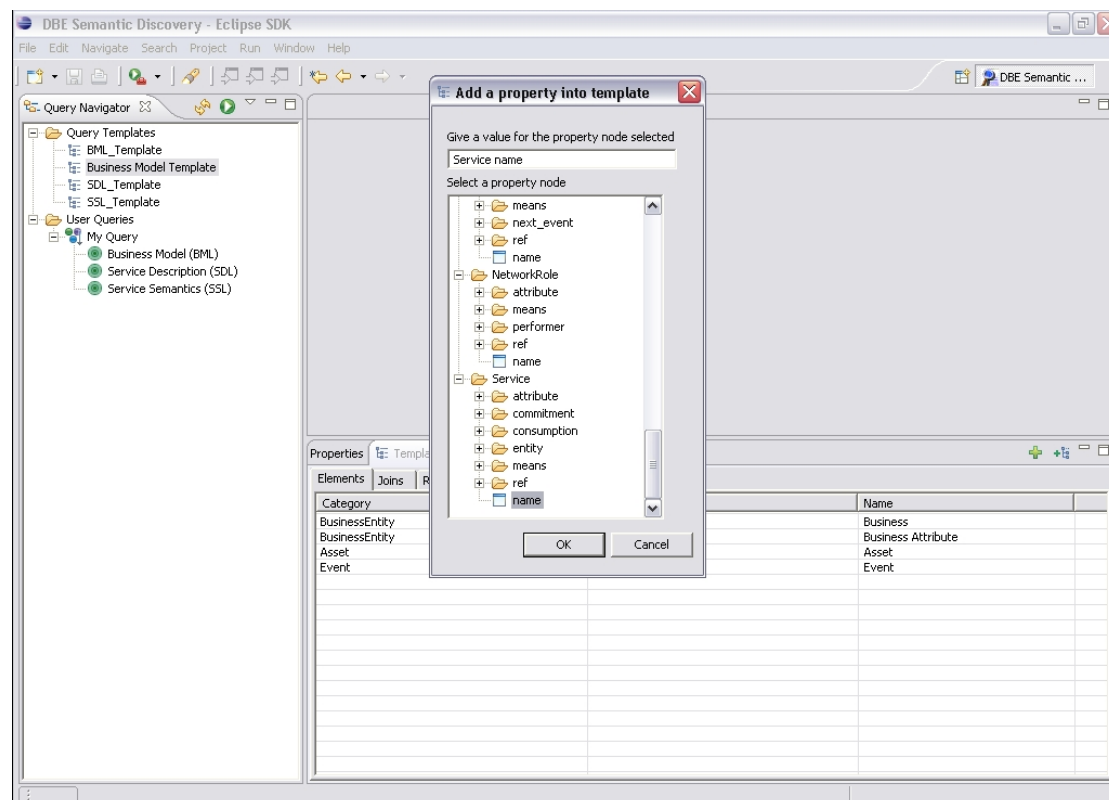 DBE Semantic Discovery - Eclipse SDK
File Edit Navigate Search Project Run Window Help
DBE Semantic ...
Query Navigator
Query Templates
BML_Template
Business Model Template
SDL_Template
SSL_Template
User Queries
My Query
Business Model (BML)
Service Description (SDL)
Service Semantics (SSL)
Add a property into template
Give a value for the property node selected
Service name
Select a property node
means
next_event
ref
name
NetworkRole
attribute
means
performer
ref
name
Service
attribute
commitment
consumption
entity
means
ref
name
OK Cancel
Properties
Elements Joins
Category Name
BusinessEntity Business
BusinessEntity Business Attribute
Asset Asset
Event Event